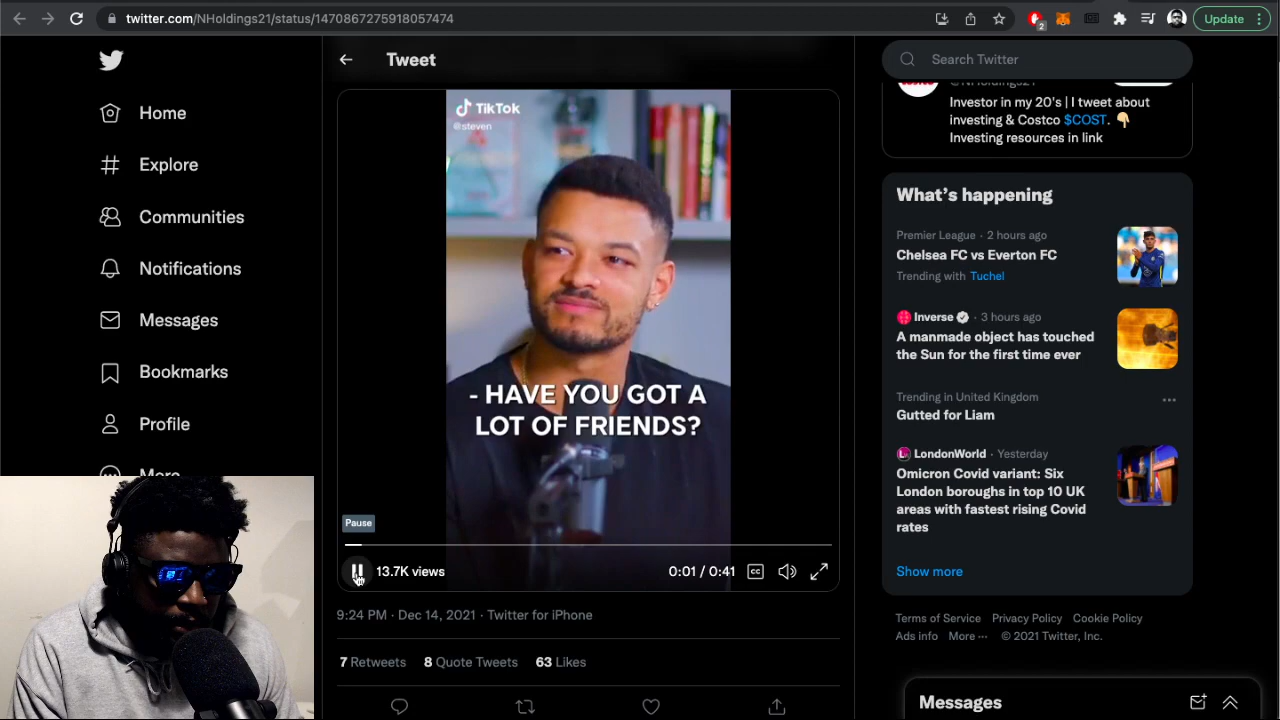 twitter.com/NHoldings21/status/1470867275918057474
2
Update
Home
Explore
Communities
Notifications
Messages
Bookmarks
Profile
More
Tweet
TikTok
@steven
- HAVE YOU GOT A
LOT OF FRIENDS?
Pause
13.7K views
0:01 / 0:41
CC
9:24 PM · Dec 14, 2021 · Twitter for iPhone
7 Retweets 8 Quote Tweets 63 Likes
Search Twitter
@NHoldings21
Investor in my 20's | I tweet about
investing & Costco $COST. 👇🏼
Investing resources in link
What's happening
Premier League · 2 hours ago
Chelsea FC vs Everton FC
Trending with Tuchel
Inverse · 3 hours ago
A manmade object has touched
the Sun for the first time ever
Trending in United Kingdom
Gutted for Liam
LondonWorld · Yesterday
Omicron Covid variant: Six
London boroughs in top 10 UK
areas with fastest rising Covid
rates
Show more
Terms of Service Privacy Policy Cookie Policy
Ads info More ··· © 2021 Twitter, Inc.
Messages